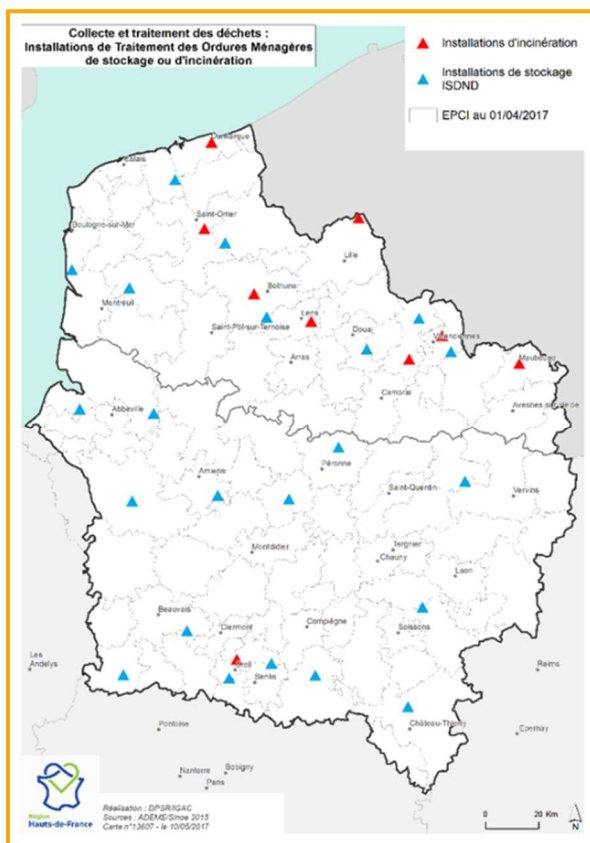 Collecte et traitement des déchets :
Installations de Traitement des Ordures Ménagères
de stockage ou d'incinération
Installations d'incinération
Installations de stockage
ISDND
EPCI au 01/04/2017
Dunkerque
Calais
Saint-Omer
Boulogne-sur-Mer
Lille
Béthune
Montreuil
Lens
Saint-Pol-sur-Ternoise
Douai
Valenciennes
Arras
Maubeuge
Cambrai
Abbeville
Péronne
Amiens
Saint-Quentin
Vervins
Montdidier
Tergnier
Chauny
Laon
Beauvais
Compiègne
Clermont
Soissons
Les
Andelys
Creil
Senlis
Reims
Château-Thierry
Pontoise
Epernay
Nanterre
Bobigny
Paris
Région
Hauts-de-France
Réalisation : DPSR/IGAC
Sources : ADEME/Sinoe 2015
Carte n°13607 - le 10/05/2017
0 20 Km
N